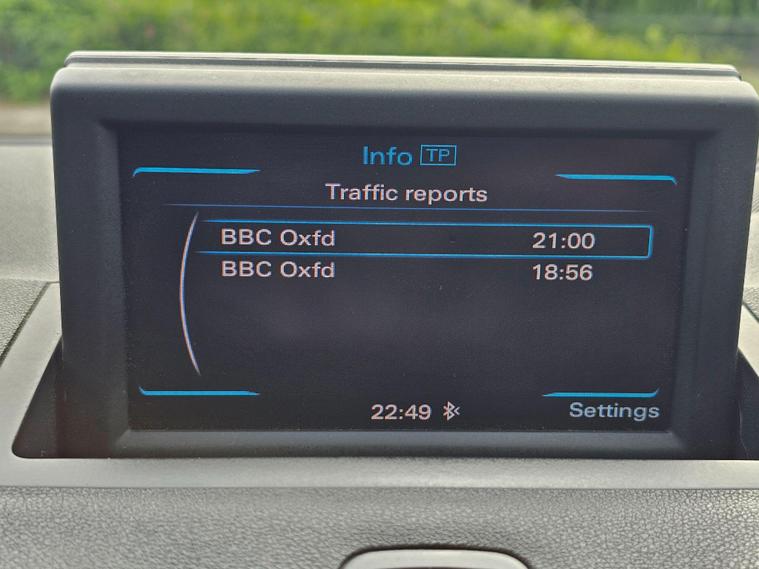 Info TP
Traffic reports
BBC Oxfd 21:00
BBC Oxfd 18:56
22:49
Settings